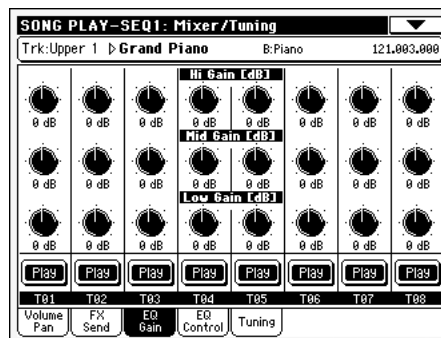 SONG PLAY-SEQ1: Mixer/Tuning
Trk:Upper 1 ▷Grand Piano B:Piano 121.003.000
Hi Gain [dB]
0 dB 0 dB 0 dB 0 dB 0 dB 0 dB 0 dB 0 dB
Mid Gain [dB]
0 dB 0 dB 0 dB 0 dB 0 dB 0 dB 0 dB 0 dB
Low Gain [dB]
0 dB 0 dB 0 dB 0 dB 0 dB 0 dB 0 dB 0 dB
Play Play Play Play Play Play Play Play
T01 T02 T03 T04 T05 T06 T07 T08
Volume Pan FX Send EQ Gain EQ Control Tuning